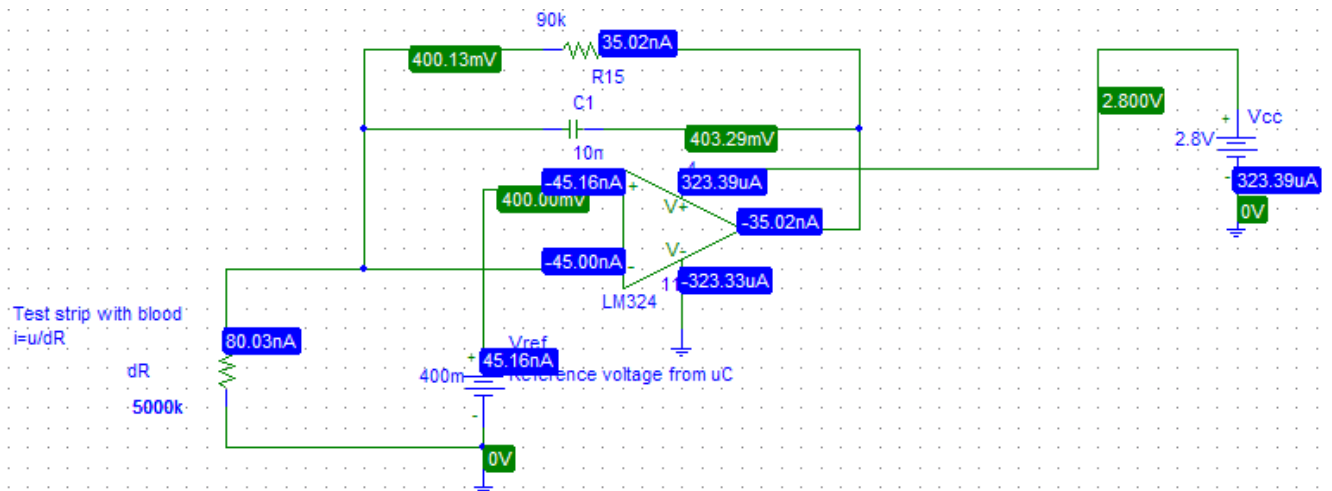 90k
35.02nA
400.13mV
R15
C1
2.800V
Vcc
403.29mV
2.8V
10n
-45.16nA
323.39uA
323.39uA
400.00mV
V+
0V
-35.02nA
V-
-45.00nA
-323.33uA
LM324
Test strip with blood
i=u/dR
80.03nA
Vref
45.16nA
400m
Reference voltage from uC
dR
5000k
0V